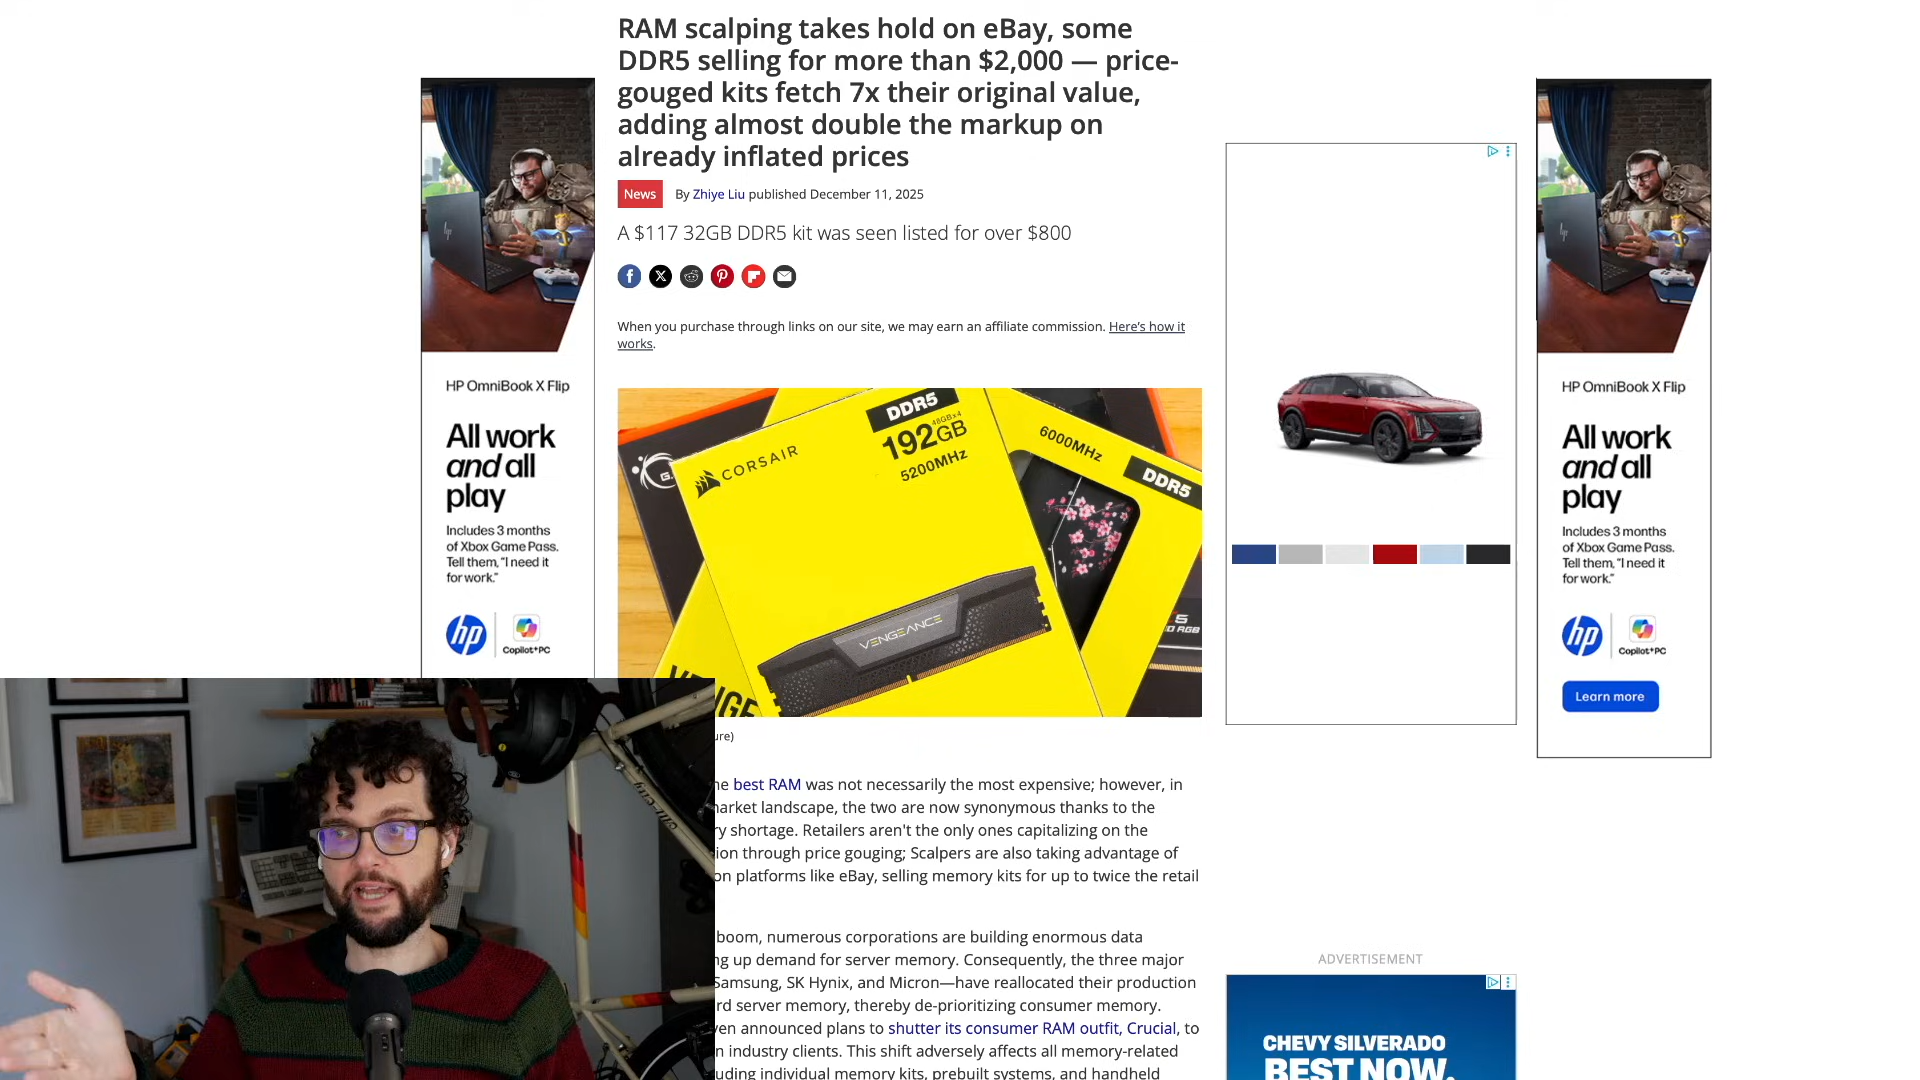 RAM scalping takes hold on eBay, some
DDR5 selling for more than $2,000 — price-
gouged kits fetch 7x their original value,
adding almost double the markup on
already inflated prices
News
By Zhiye Liu published December 11, 2025
A $117 32GB DDR5 kit was seen listed for over $800
When you purchase through links on our site, we may earn an affiliate commission. Here's how it
works.
DDR5
48GBx4
192GB
5200MHz
CORSAIR
VENGEANCE
6000MHz
DDR5
HP OmniBook X Flip
All work
and all
play
Includes 3 months
of Xbox Game Pass.
Tell them, "I need it
for work."
hp
Copilot+PC
HP OmniBook X Flip
All work
and all
play
Includes 3 months
of Xbox Game Pass.
Tell them, "I need it
for work."
hp
Copilot+PC
Learn more
best RAM was not necessarily the most expensive; however, in
landscape, the two are now synonymous thanks to the
shortage. Retailers aren't the only ones capitalizing on the
through price gouging; Scalpers are also taking advantage of
on platforms like eBay, selling memory kits for up to twice the retail
boom, numerous corporations are building enormous data
up demand for server memory. Consequently, the three major
Samsung, SK Hynix, and Micron—have reallocated their production
server memory, thereby de-prioritizing consumer memory.
announced plans to shutter its consumer RAM outfit, Crucial, to
industry clients. This shift adversely affects all memory-related
individual memory kits, prebuilt systems, and handheld
ADVERTISEMENT
CHEVY SILVERADO
BEST NOW.